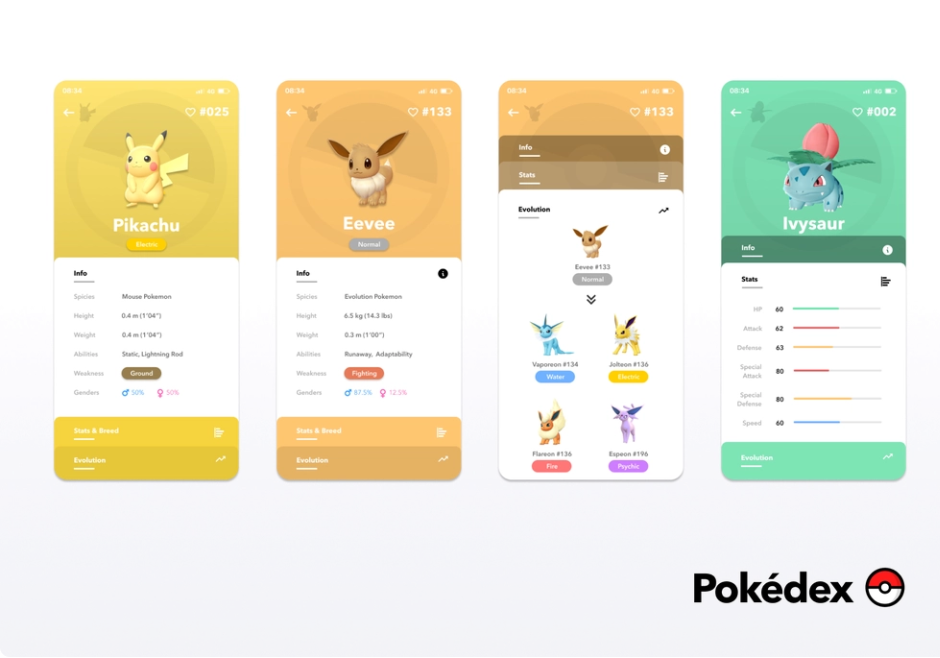 08:34 4G
#025
Pikachu
Electric
Info
Spicies Mouse Pokemon
Height 0.4 m (1'04")
Weight 0.4 m (1'04")
Abilities Static, Lightning Rod
Weakness Ground
Genders 50% 50%
Stats & Breed
Evolution
08:34 4G
#133
Eevee
Normal
Info
Spicies Evolution Pokemon
Height 6.5 kg (14.3 lbs)
Weight 0.3 m (1'00")
Abilities Runaway, Adaptability
Weakness Fighting
Genders 87.5% 12.5%
Stats & Breed
Evolution
08:34 4G
#133
Info
Stats
Evolution
Eevee #133
Normal
Vaporeon #134 Jolteon #136
Water Electric
Flareon #136 Espeon #196
Fire Psychic
08:34 4G
#002
Ivysaur
Info
Stats
HP 60
Attack 62
Defense 63
Special
Attack 80
Special
Defense 80
Speed 60
Evolution
Pokédex